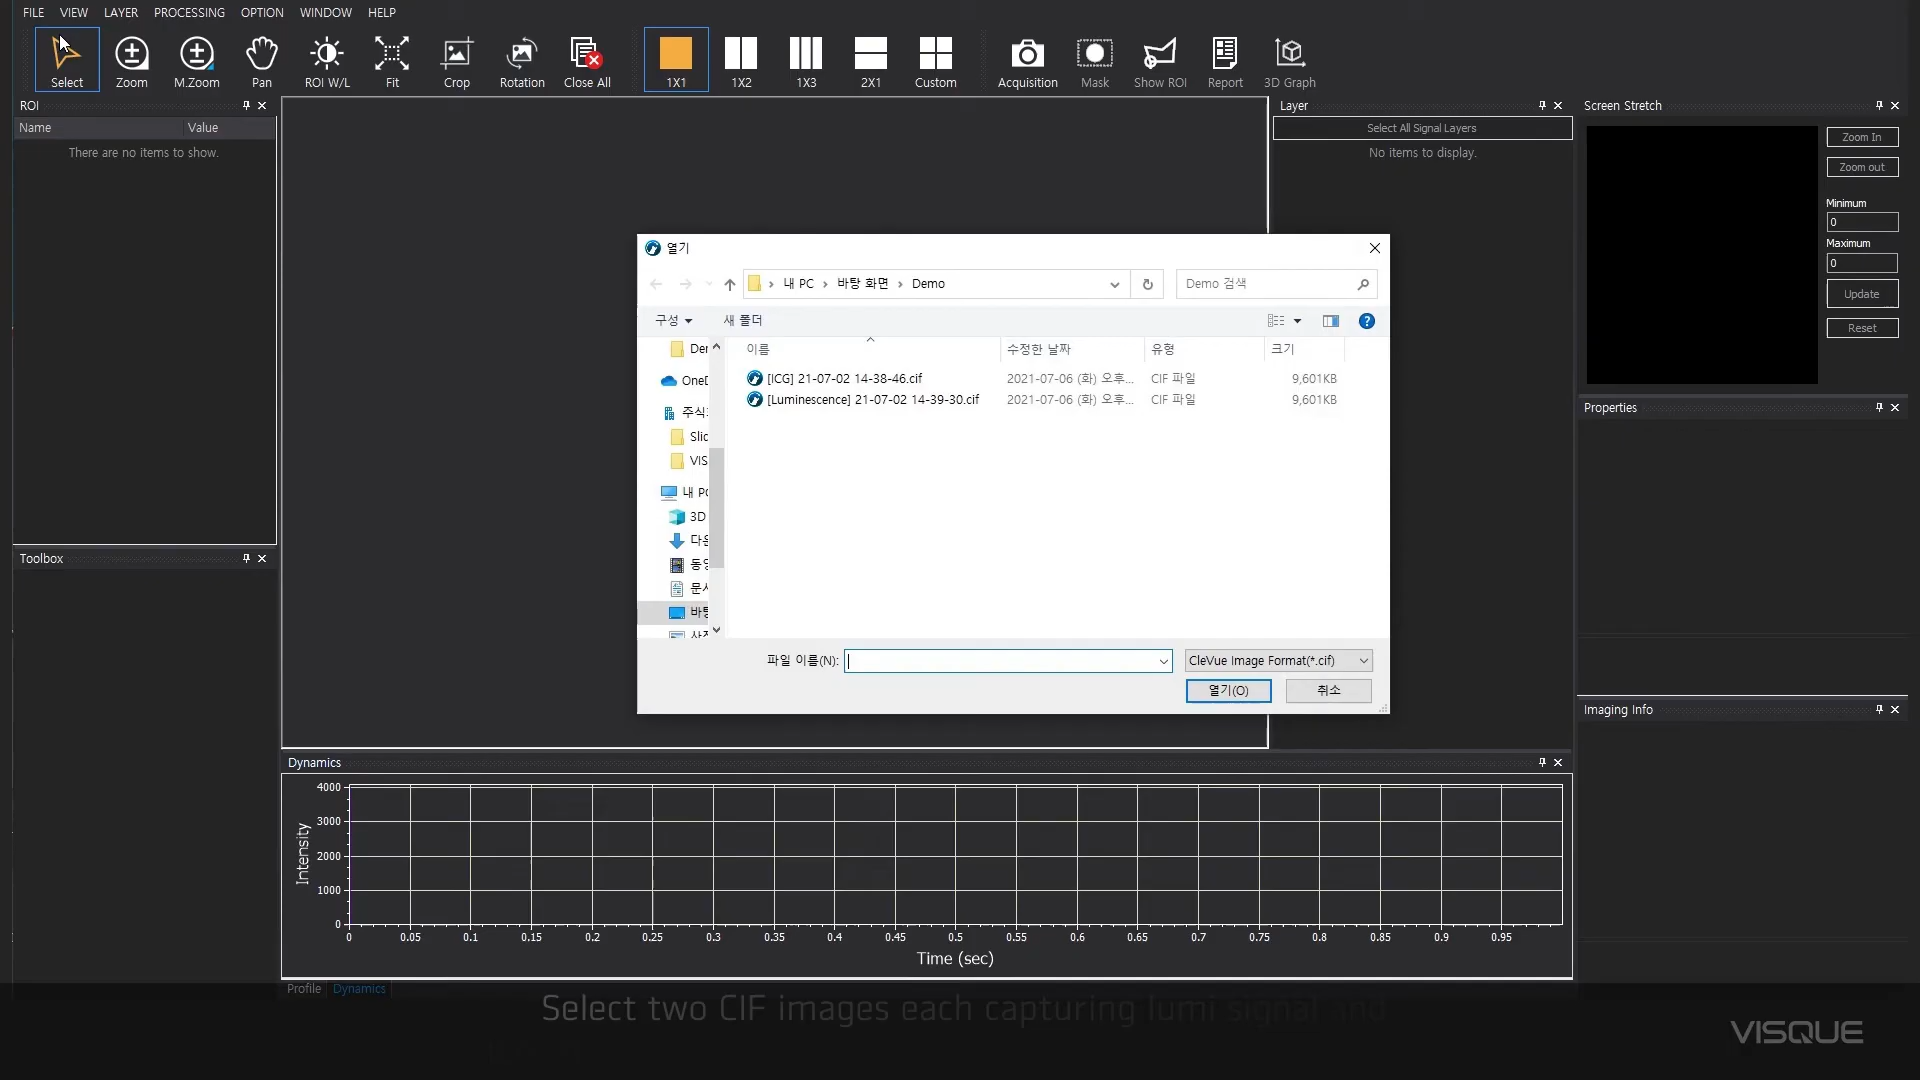 FILE VIEW LAYER PROCESSING OPTION WINDOW HELP
Select Zoom M.Zoom Pan ROI W/L Fit Crop Rotation Close All 1X1 1X2 1X3 2X1 Custom Acquisition Mask Show ROI Report 3D Graph
ROI
Name Value
There are no items to show.
Toolbox
Layer
Select All Signal Layers
No items to display.
Screen Stretch
Zoom In
Zoom out
Minimum
0
Maximum
0
Update
Reset
Properties
Imaging Info
열기
내 PC 바탕 화면 Demo
Demo 검색
구성 새 폴더
이름 수정한 날짜 유형 크기
[ICG] 21-07-02 14-38-46.cif 2021-07-06 (화) 오후... CIF 파일 9,601KB
[Luminescence] 21-07-02 14-39-30.cif 2021-07-06 (화) 오후... CIF 파일 9,601KB
주식
Slid
VIS
내 PC
3D
파일 이름(N):
CleVue Image Format(*.cif)
열기(O) 취소
Dynamics
Intensity
4000
3000
2000
1000
0
0 0.05 0.1 0.15 0.2 0.25 0.3 0.35 0.4 0.45 0.5 0.55 0.6 0.65 0.7 0.75 0.8 0.85 0.9 0.95
Time (sec)
Profile Dynamics
Select two CIF images each capturing lumi signal and
VISQUE